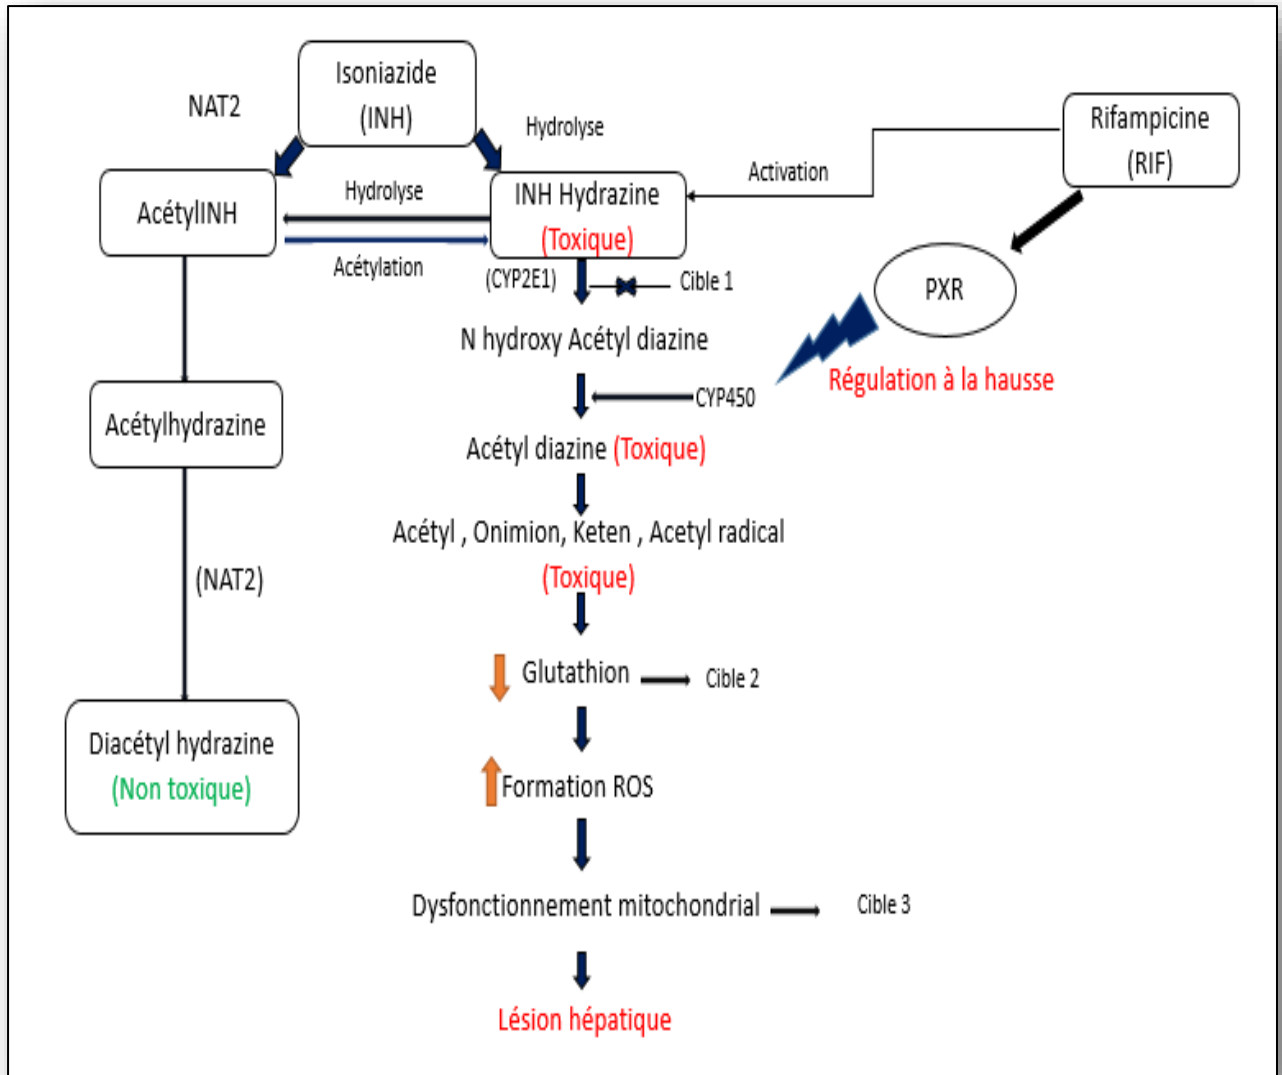 Isoniazide
(INH)
NAT2
Hydrolyse
Rifampicine
(RIF)
Activation
AcétylINH
Hydrolyse
Acétylation
INH Hydrazine
(Toxique)
(CYP2E1)
Cible 1
PXR
N hydroxy Acétyl diazine
Régulation à la hausse
CYP450
Acétylhydrazine
Acétyl diazine (Toxique)
Acétyl , Onimion, Keten , Acetyl radical
(Toxique)
(NAT2)
Glutathion
Cible 2
Diacétyl hydrazine
(Non toxique)
Formation ROS
Dysfonctionnement mitochondrial
Cible 3
Lésion hépatique